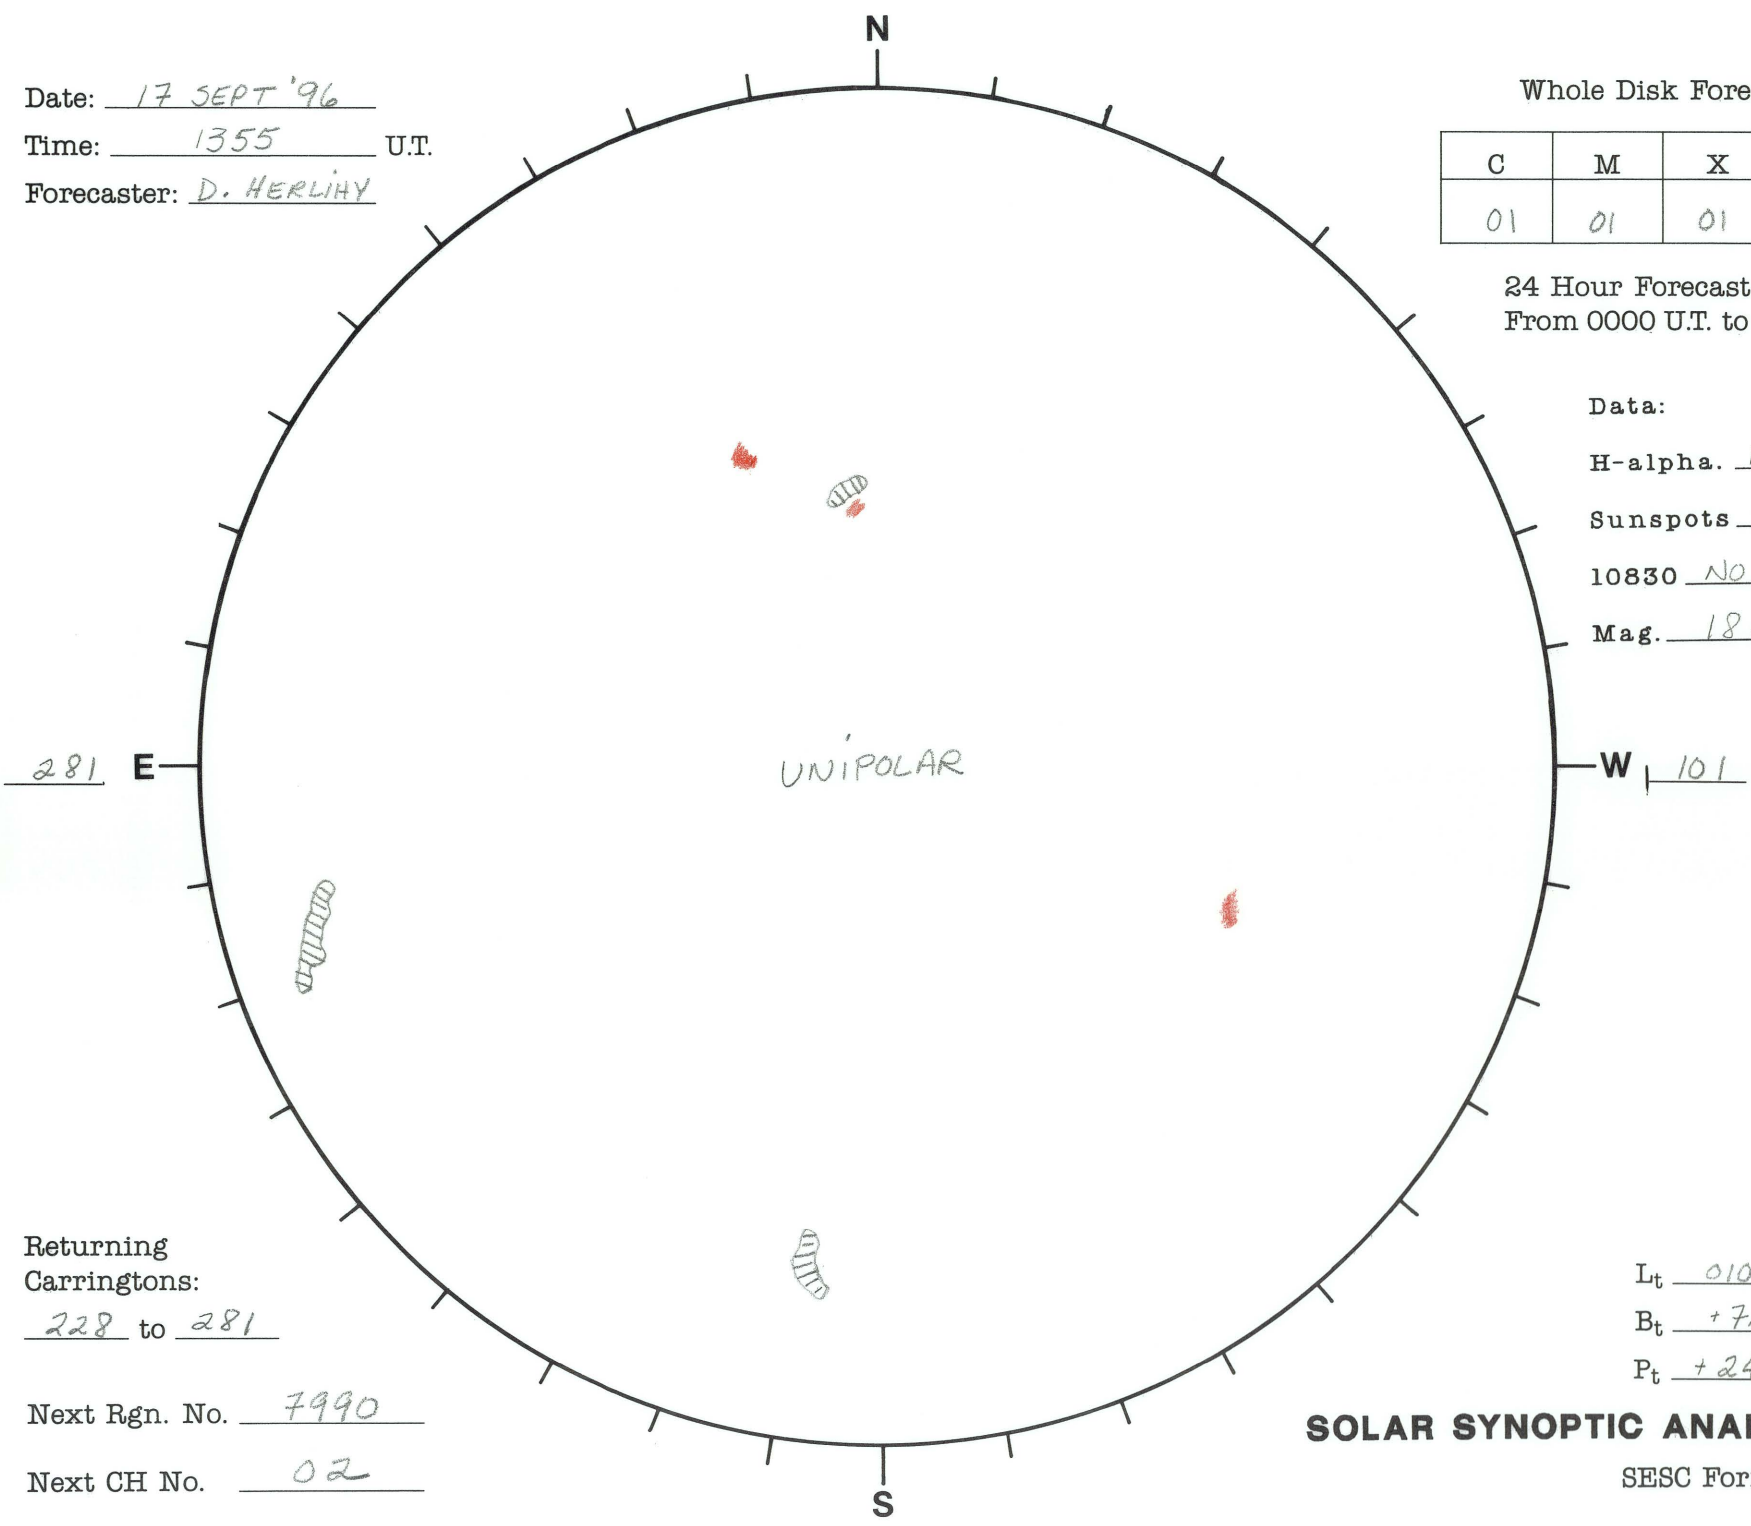 N
Date: 17 SEPT '96
Time: 1355 U.T.
Forecaster: D. HERLIHY
Whole Disk Fore
C M X
01 01 01
24 Hour Forecast
From 0000 U.T. to
Data:
H-alpha.
Sunspots
10830 NO
Mag. 18
281 E
UNIPOLAR
W 101
Returning
Carringtons:
228 to 281
Next Rgn. No. 7990
Next CH No. 02
Lt 010
Bt +7.
Pt +24
SOLAR SYNOPTIC ANA
SESC For
S